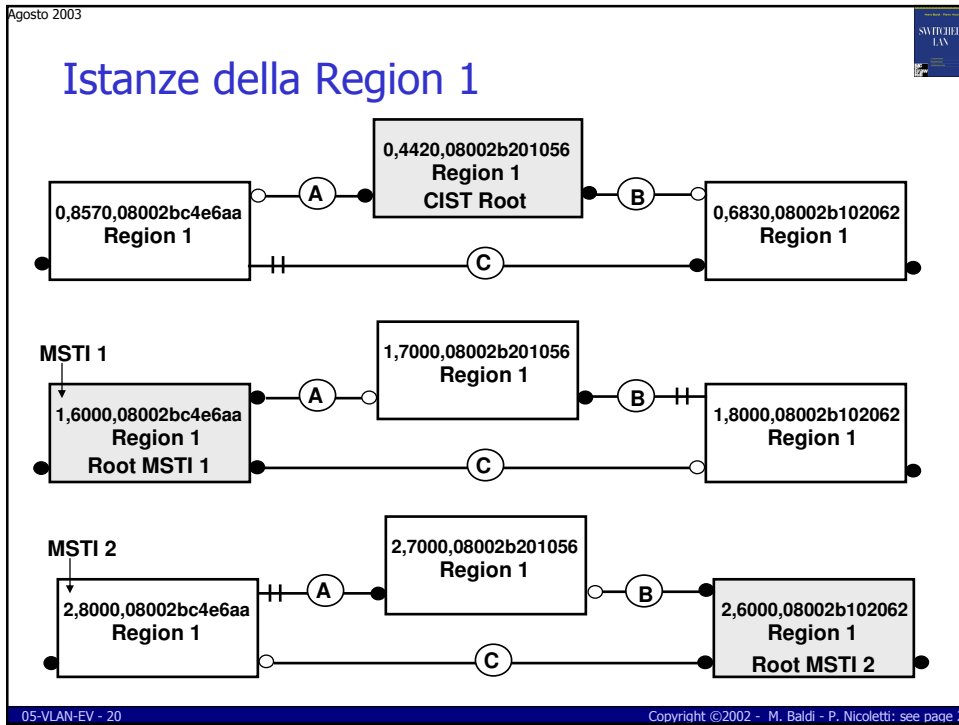 Agosto 2003
SWITCHED
LAN
Istanze della Region 1
0,4420,08002b201056
Region 1
CIST Root
A
B
0,8570,08002bc4e6aa
Region 1
0,6830,08002b102062
Region 1
C
MSTI 1
1,7000,08002b201056
Region 1
A
B
1,6000,08002bc4e6aa
Region 1
Root MSTI 1
1,8000,08002b102062
Region 1
C
MSTI 2
2,7000,08002b201056
Region 1
A
B
2,8000,08002bc4e6aa
Region 1
2,6000,08002b102062
Region 1
Root MSTI 2
C
05-VLAN-EV - 20
Copyright ©2002 - M. Baldi - P. Nicoletti: see page